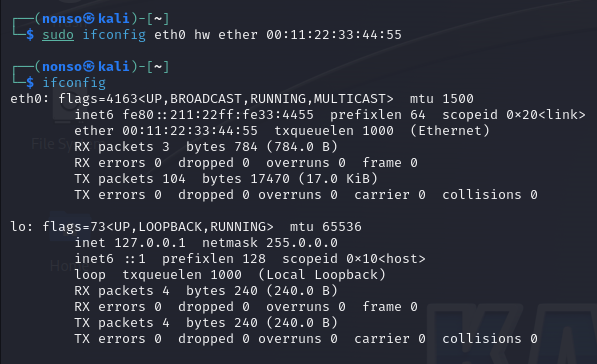 ┌──(nonso㉿kali)-[~]
└─$ sudo ifconfig eth0 hw ether 00:11:22:33:44:55
┌──(nonso㉿kali)-[~]
└─$ ifconfig
eth0: flags=4163<UP,BROADCAST,RUNNING,MULTICAST>  mtu 1500
        inet6 fe80::211:22ff:fe33:4455  prefixlen 64  scopeid 0×20<link>
        ether 00:11:22:33:44:55  txqueuelen 1000  (Ethernet)
        RX packets 3  bytes 784 (784.0 B)
        RX errors 0  dropped 0  overruns 0  frame 0
        TX packets 104  bytes 17470 (17.0 KiB)
        TX errors 0  dropped 0 overruns 0  carrier 0  collisions 0
lo: flags=73<UP,LOOPBACK,RUNNING>  mtu 65536
        inet 127.0.0.1  netmask 255.0.0.0
        inet6 ::1  prefixlen 128  scopeid 0×10<host>
        loop  txqueuelen 1000  (Local Loopback)
        RX packets 4  bytes 240 (240.0 B)
        RX errors 0  dropped 0  overruns 0  frame 0
        TX packets 4  bytes 240 (240.0 B)
        TX errors 0  dropped 0 overruns 0  carrier 0  collisions 0